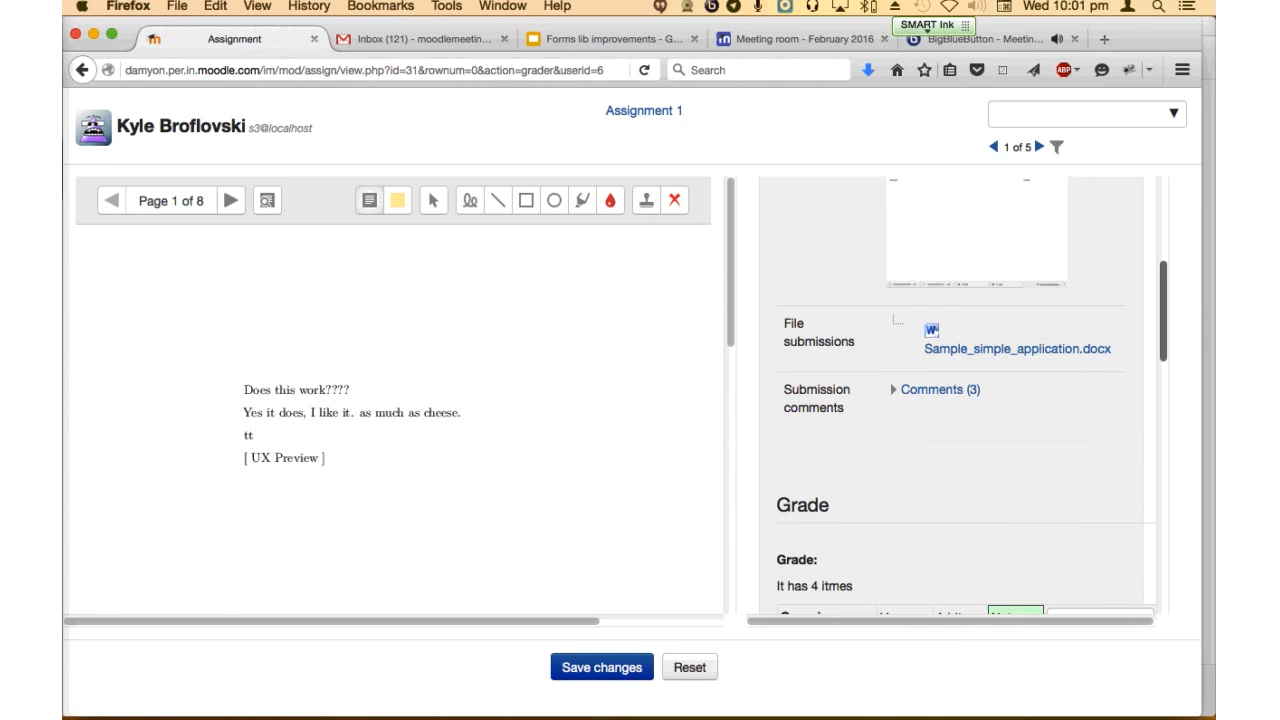 Firefox File Edit View History Bookmarks Tools Window Help Wed 10:01 pm
SMART Ink
Assignment
Inbox (121) - moodlemeetin...
Forms lib improvements - G...
Meeting room - February 2016
BigBlueButton - Meetin...
damyon.per.in.moodle.com/im/mod/assign/view.php?id=31&rownum=0&action=grader&userid=6
Search
ABP
Kyle Broflovski s3@localhost
Assignment 1
1 of 5
Page 1 of 8
Does this work????
Yes it does, I like it. as much as cheese.
tt
[ UX Preview ]
File submissions
Sample_simple_application.docx
Submission comments
Comments (3)
Grade
Grade:
It has 4 itmes
Save changes
Reset